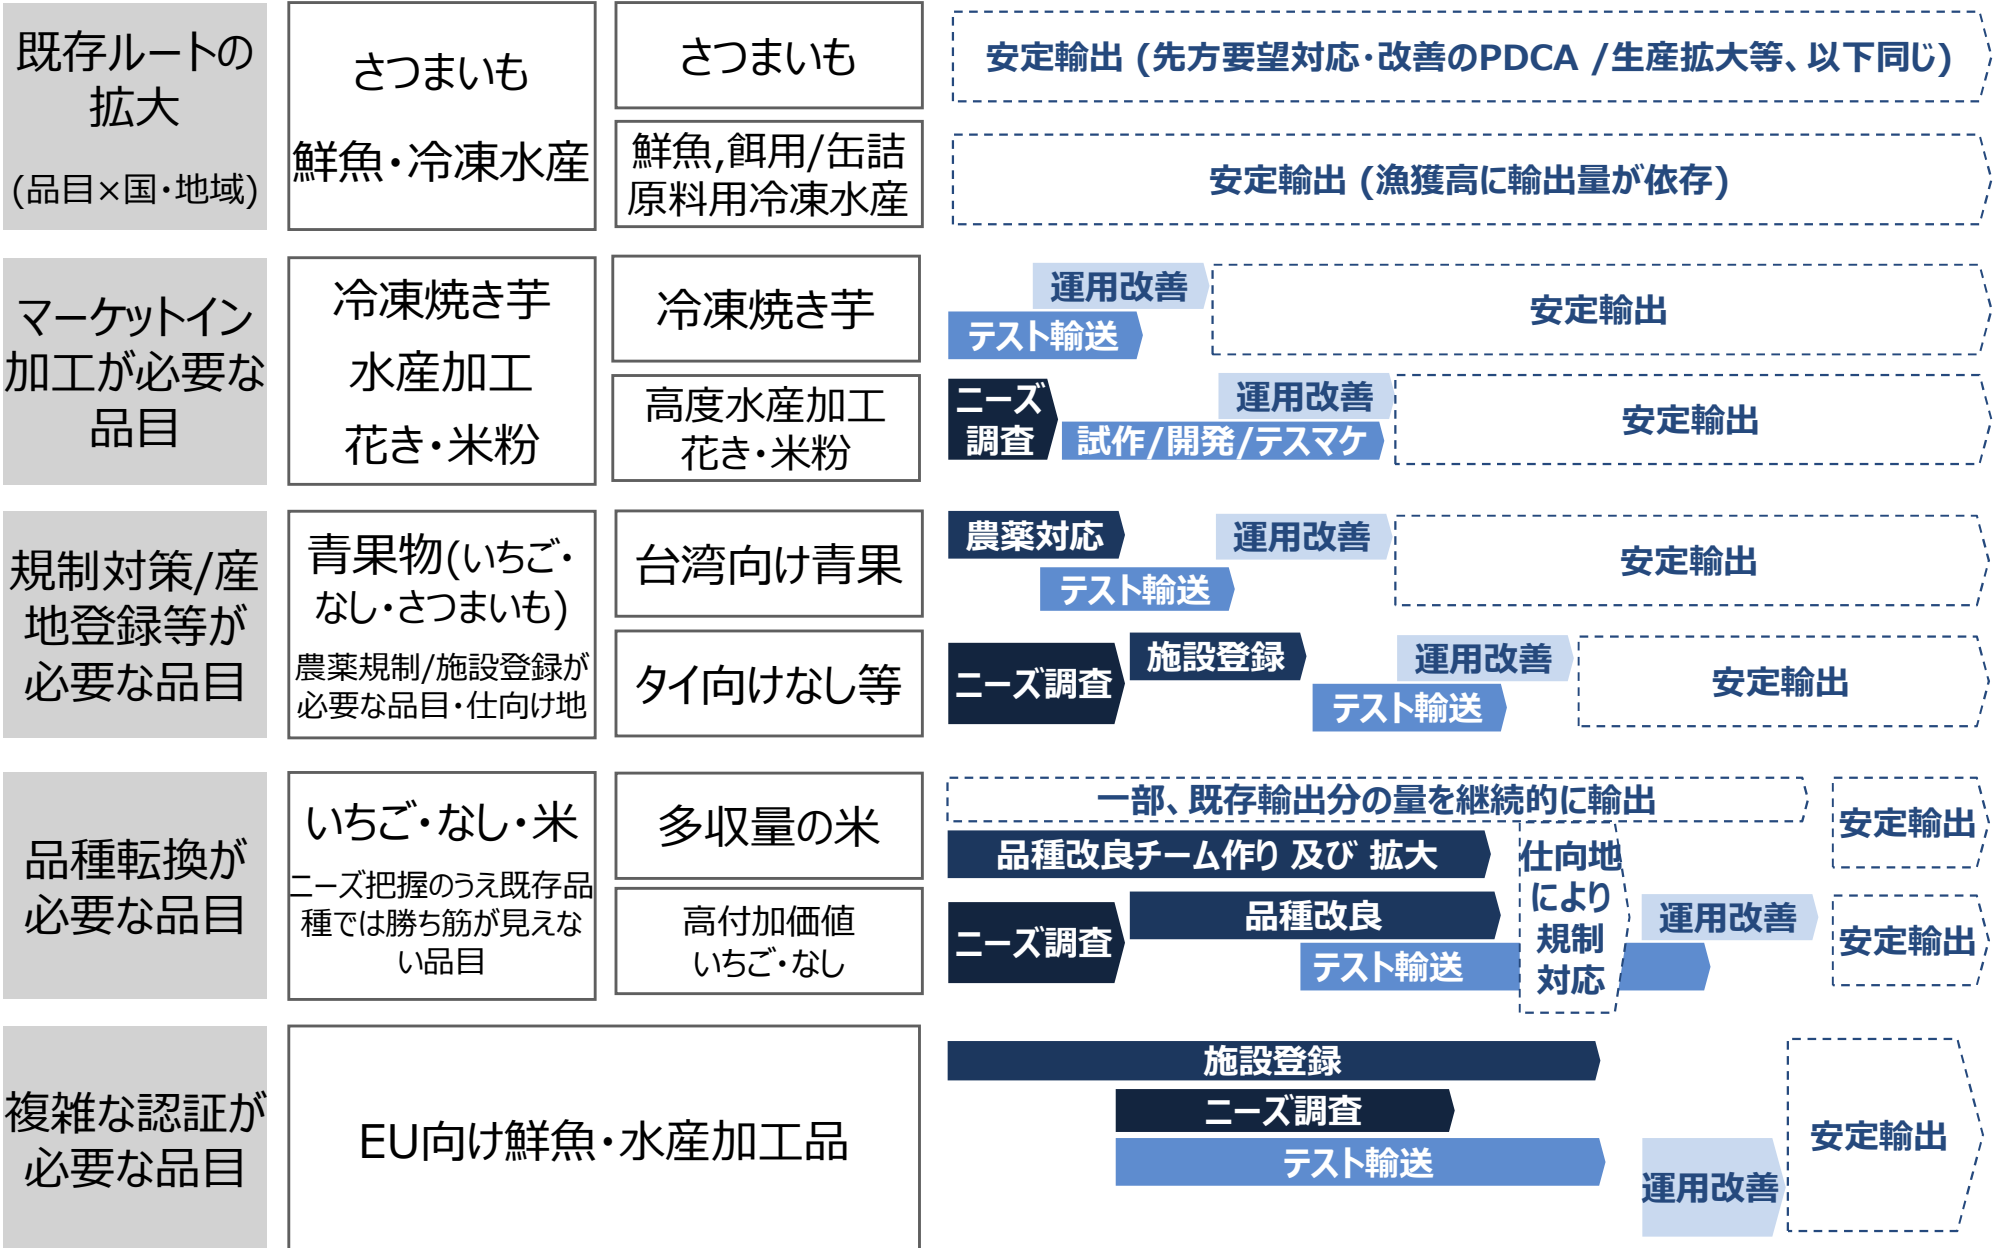 既存ルートの
拡大
(品目×国・地域)
さつまいも
鮮魚・冷凍水産
さつまいも
鮮魚,餌用/缶詰
原料用冷凍水産
安定輸出 (先方要望対応・改善のPDCA /生産拡大等、以下同じ)
安定輸出 (漁獲高に輸出量が依存)
マーケットイン
加工が必要な
品目
冷凍焼き芋
水産加工
花き・米粉
冷凍焼き芋
高度水産加工
花き・米粉
運用改善
テスト輸送
安定輸出
ニーズ
調査
運用改善
試作/開発/テスマケ
安定輸出
規制対策/産
地登録等が
必要な品目
青果物(いちご・
なし・さつまいも)
農薬規制/施設登録が
必要な品目・仕向け地
台湾向け青果
タイ向けなし等
農薬対応
運用改善
テスト輸送
安定輸出
ニーズ調査
施設登録
運用改善
テスト輸送
安定輸出
品種転換が
必要な品目
いちご・なし・米
ニーズ把握のうえ既存品
種では勝ち筋が見えな
い品目
多収量の米
高付加価値
いちご・なし
一部、既存輸出分の量を継続的に輸出
品種改良チーム作り 及び 拡大
仕向地
により
規制
対応
安定輸出
ニーズ調査
品種改良
テスト輸送
運用改善
安定輸出
複雑な認証が
必要な品目
EU向け鮮魚・水産加工品
施設登録
ニーズ調査
テスト輸送
運用改善
安定輸出